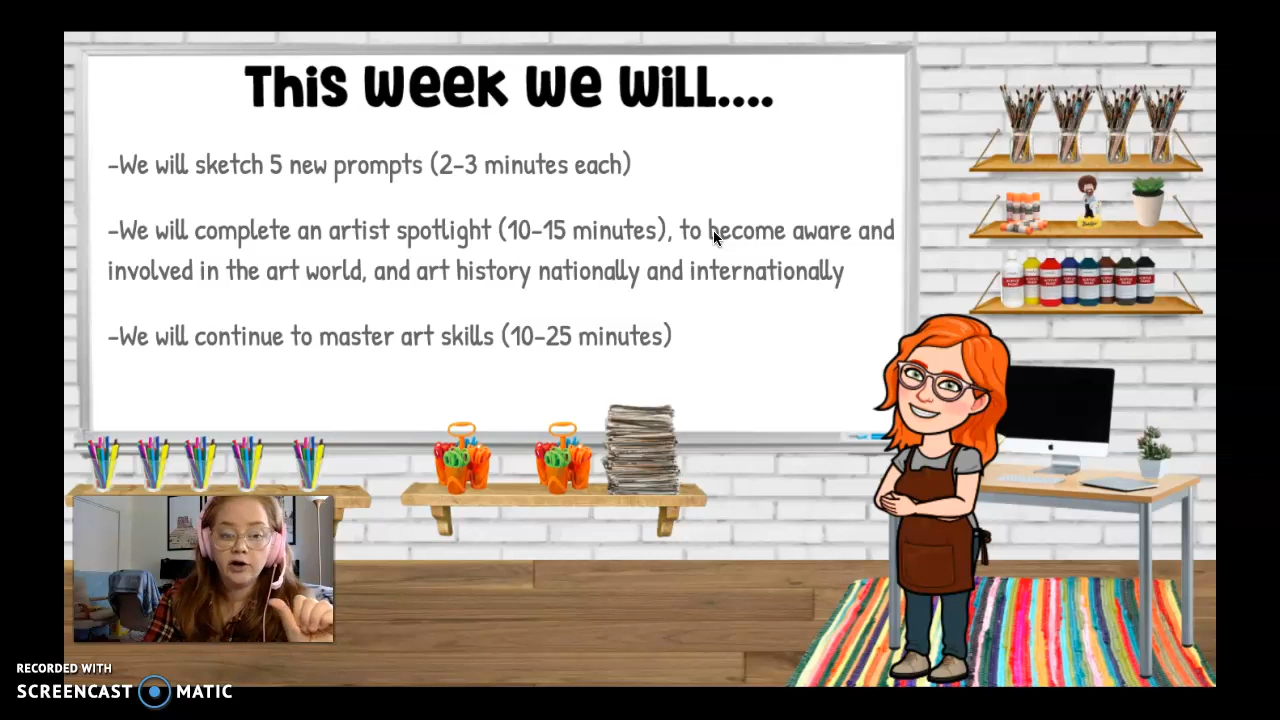 This Week We Will....
-We will sketch 5 new prompts (2-3 minutes each)
-We will complete an artist spotlight (10-15 minutes), to become aware and
involved in the art world, and art history nationally and internationally
-We will continue to master art skills (10-25 minutes)
RECORDED WITH
SCREENCAST MATIC